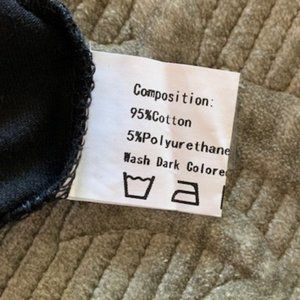 Composition:
95%Cotton
5%Polyurethane
Wash Dark Colored